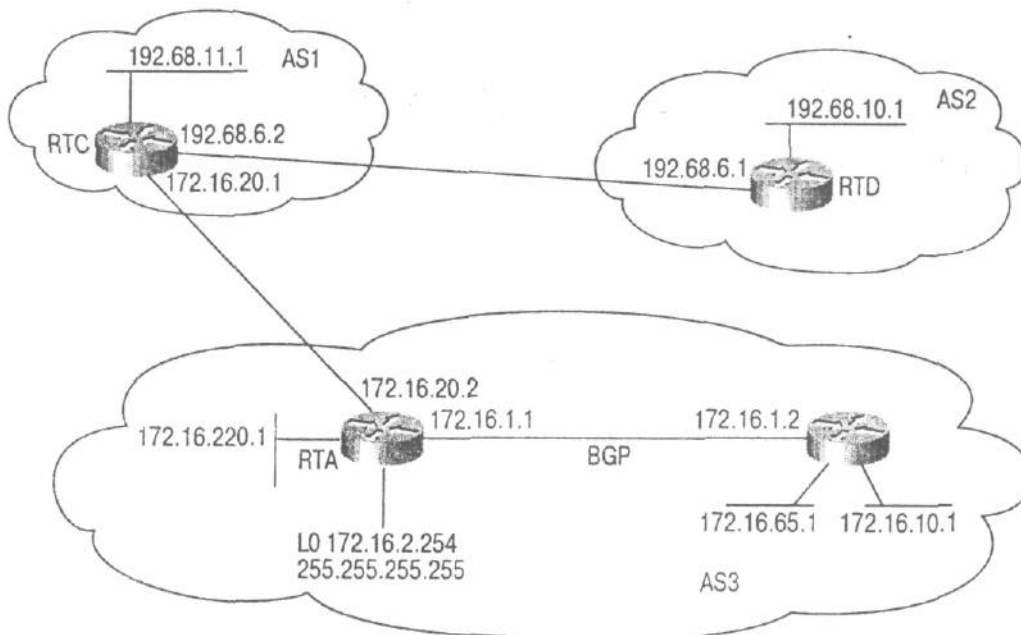 192.68.11.1
AS1
RTC
192.68.6.2
172.16.20.1
AS2
192.68.10.1
192.68.6.1
RTD
172.16.20.2
172.16.1.1
172.16.220.1
RTA
L0 172.16.2.254
255.255.255.255
BGP
172.16.1.2
172.16.65.1
172.16.10.1
AS3